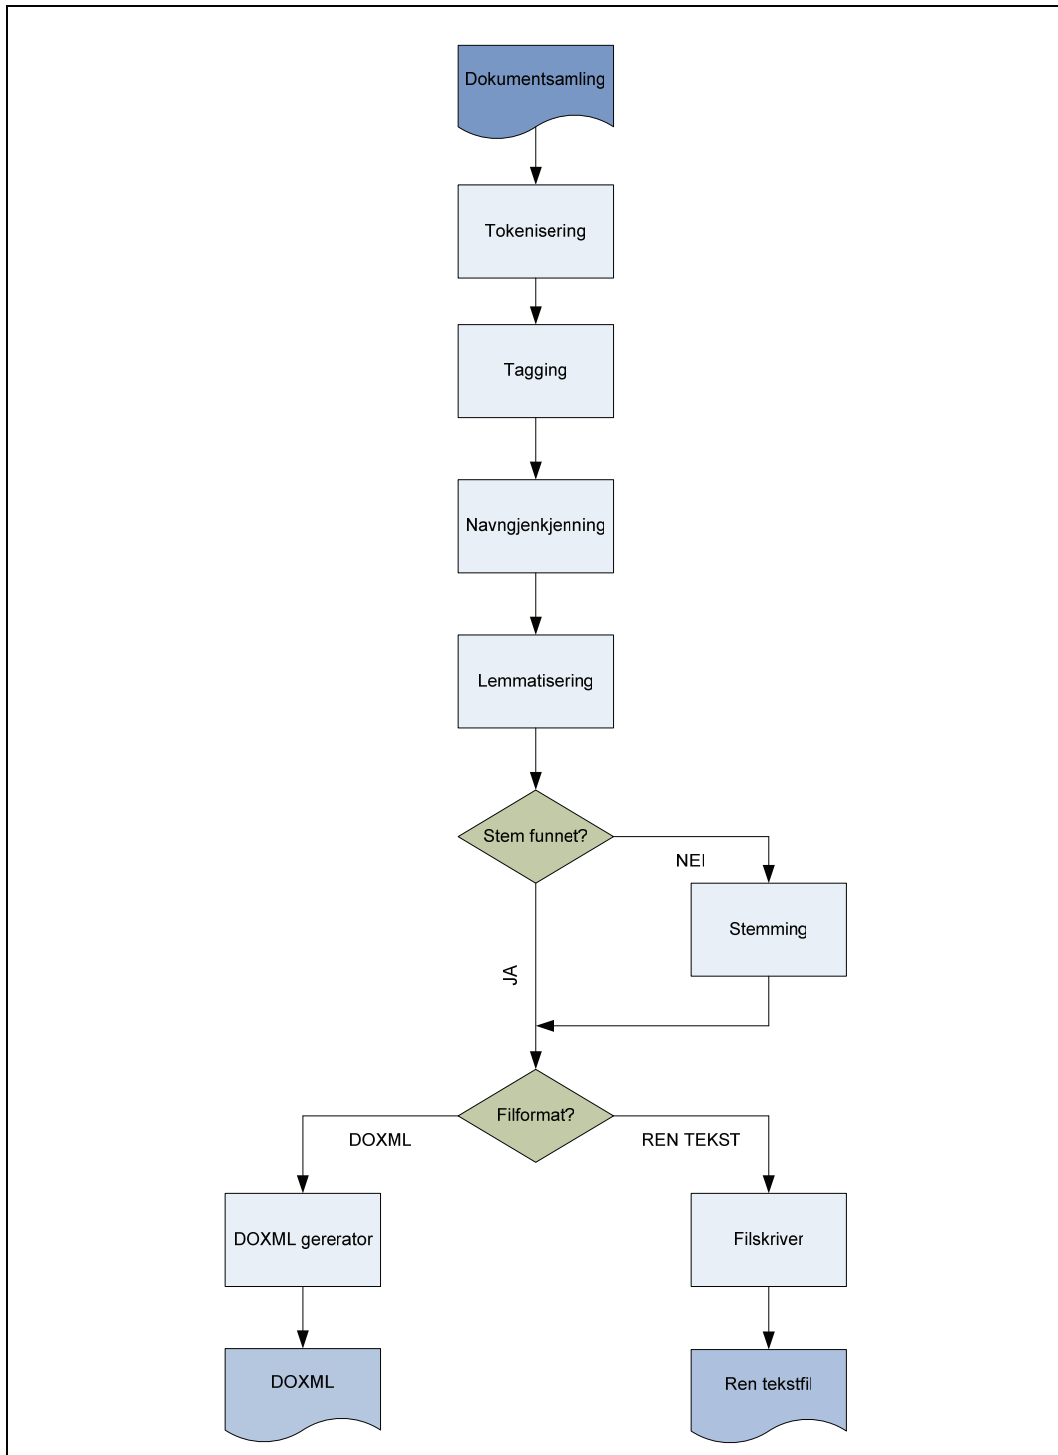 Dokumentsamling
Tokenisering
Tagging
Navngjenkjenning
Lemmatisering
Stem funnet?
NEI
Stemming
JA
Filformat?
DOXML
REN TEKST
DOXML gererator
Filskriver
DOXML
Ren tekstfil